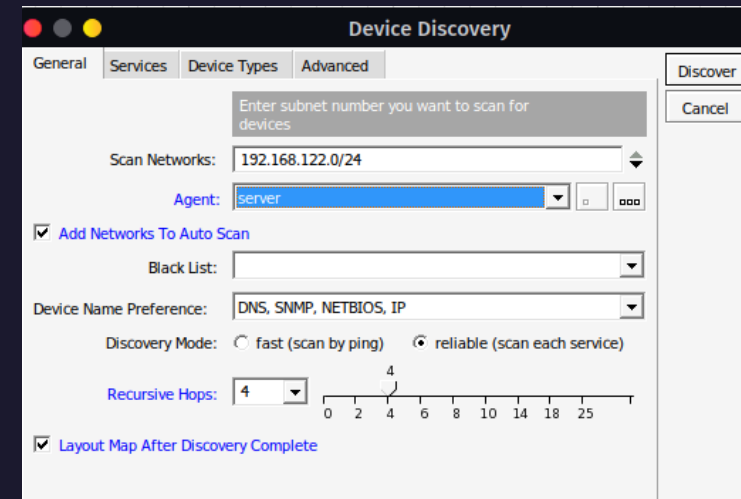 Device Discovery
General Services Device Types Advanced
Discover
Cancel
Enter subnet number you want to scan for
devices
Scan Networks: 192.168.122.0/24
Agent: server
Add Networks To Auto Scan
Black List:
Device Name Preference: DNS, SNMP, NETBIOS, IP
Discovery Mode: fast (scan by ping) reliable (scan each service)
4
Recursive Hops: 4
0 2 4 6 8 10 14 18 25
Layout Map After Discovery Complete